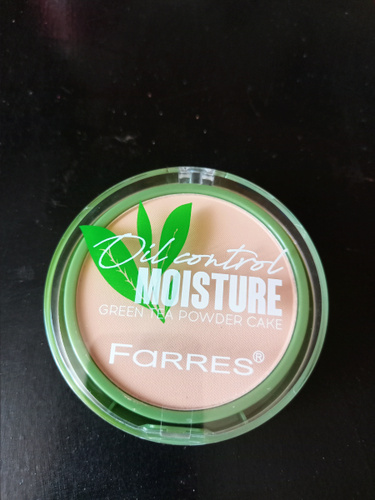 Oil control
MOISTURE
GREEN TEA POWDER CAKE
FaRRES®